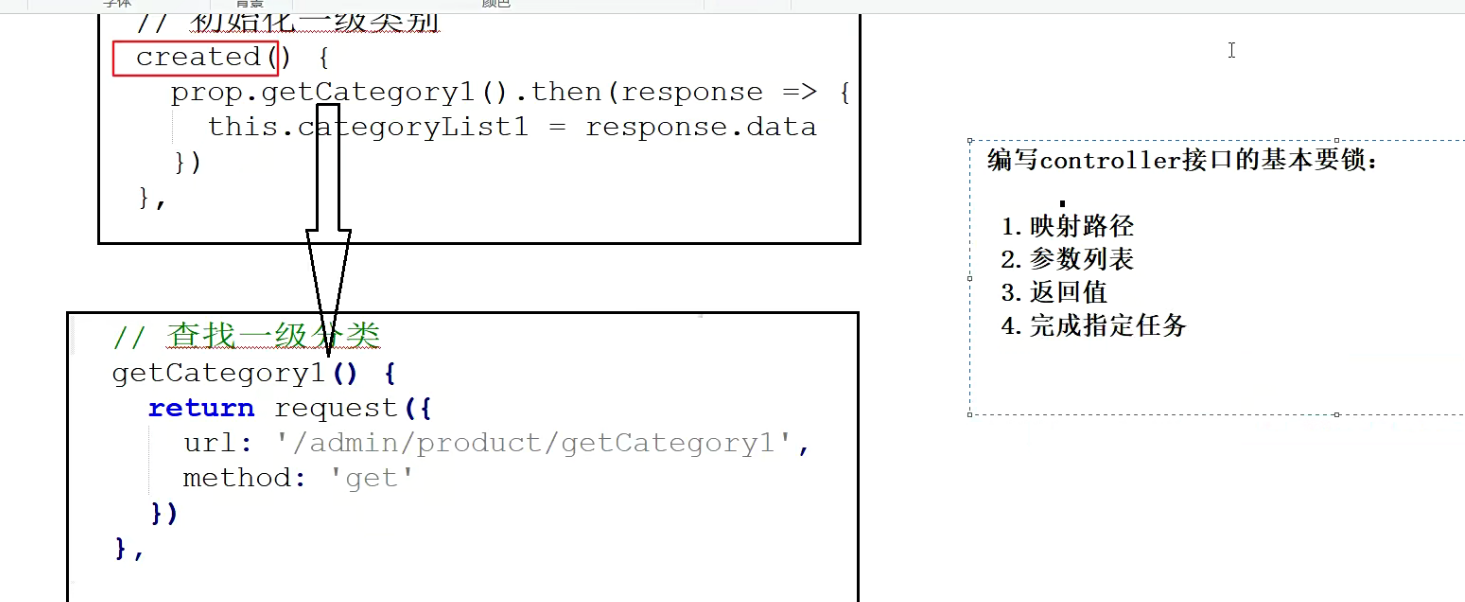 字体
背景
颜色
// 初始化一级类别
created() {
prop.getCategory1().then(response => {
this.categoryList1 = response.data
})
},
// 查找一级分类
getCategory1() {
return request({
url: '/admin/product/getCategory1',
method: 'get'
})
},
编写controller接口的基本要锁:
1.映射路径
2.参数列表
3.返回值
4.完成指定任务